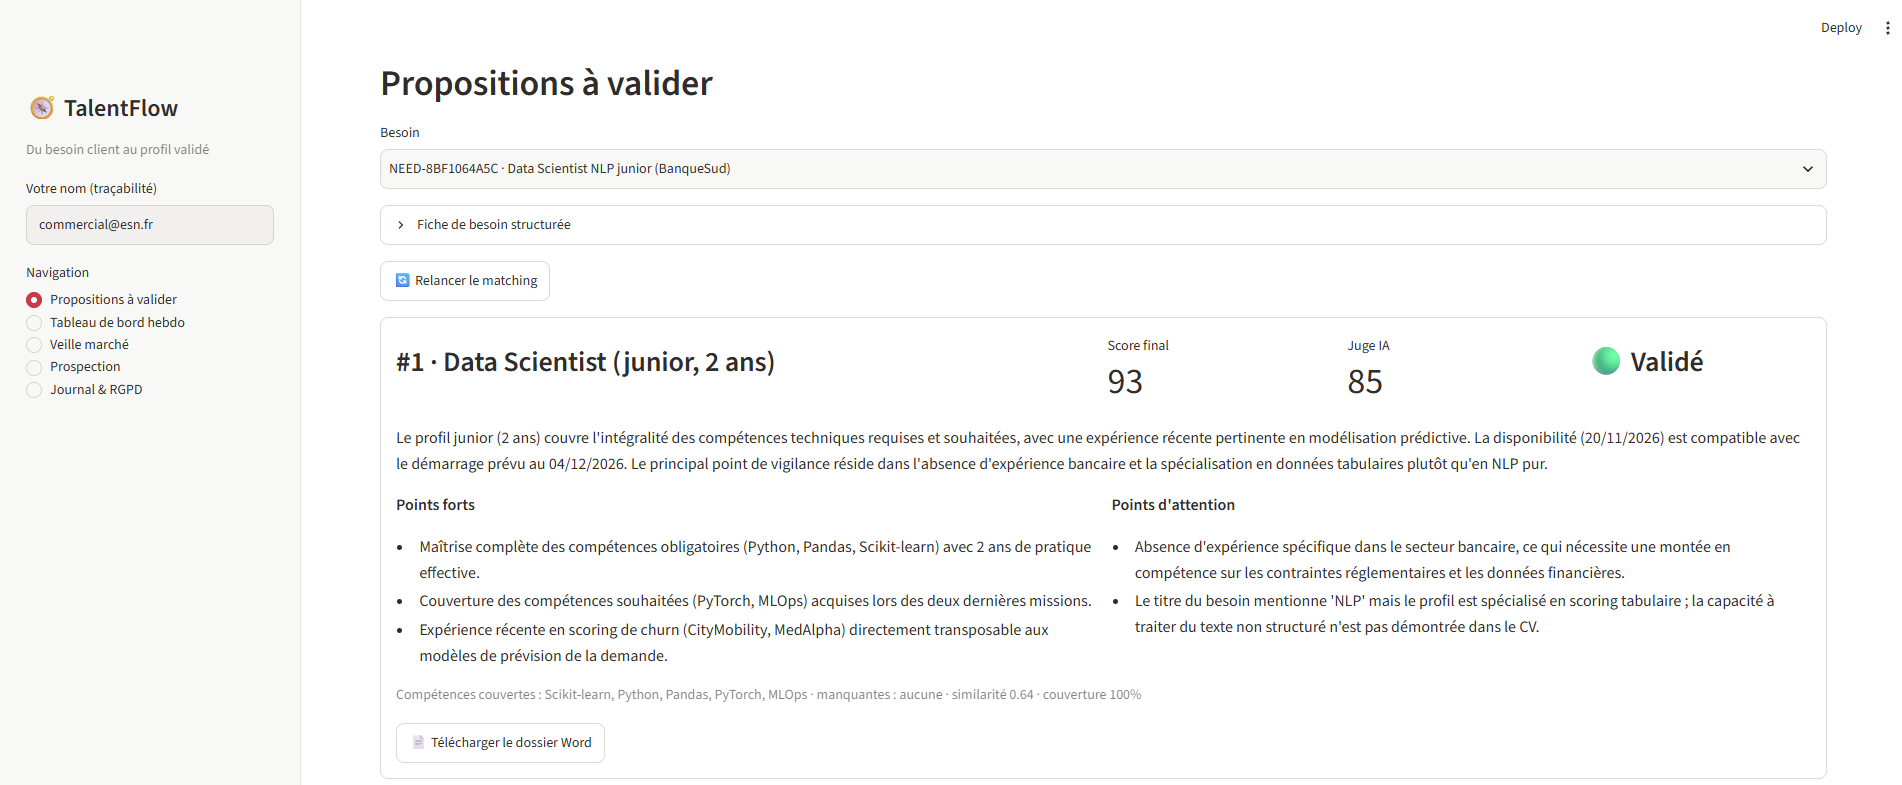 Deploy
TalentFlow
Du besoin client au profil validé
Votre nom (traçabilité)
commercial@esn.fr
Navigation
Propositions à valider
Tableau de bord hebdo
Veille marché
Prospection
Journal & RGPD
Propositions à valider
Besoin
NEED-8BF1064A5C · Data Scientist NLP junior (BanqueSud)
Fiche de besoin structurée
Relancer le matching
#1 · Data Scientist (junior, 2 ans)
Score final
93
Juge IA
85
Validé
Le profil junior (2 ans) couvre l'intégralité des compétences techniques requises et souhaitées, avec une expérience récente pertinente en modélisation prédictive. La disponibilité (20/11/2026) est compatible avec
le démarrage prévu au 04/12/2026. Le principal point de vigilance réside dans l'absence d'expérience bancaire et la spécialisation en données tabulaires plutôt qu'en NLP pur.
Points forts
• Maîtrise complète des compétences obligatoires (Python, Pandas, Scikit-learn) avec 2 ans de pratique
effective.
• Couverture des compétences souhaitées (PyTorch, MLOps) acquises lors des deux dernières missions.
• Expérience récente en scoring de churn (CityMobility, MedAlpha) directement transposable aux
modèles de prévision de la demande.
Points d'attention
• Absence d'expérience spécifique dans le secteur bancaire, ce qui nécessite une montée en
compétence sur les contraintes réglementaires et les données financières.
• Le titre du besoin mentionne 'NLP' mais le profil est spécialisé en scoring tabulaire ; la capacité à
traiter du texte non structuré n'est pas démontrée dans le CV.
Compétences couvertes : Scikit-learn, Python, Pandas, PyTorch, MLOps · manquantes : aucune · similarité 0.64 · couverture 100%
Télécharger le dossier Word